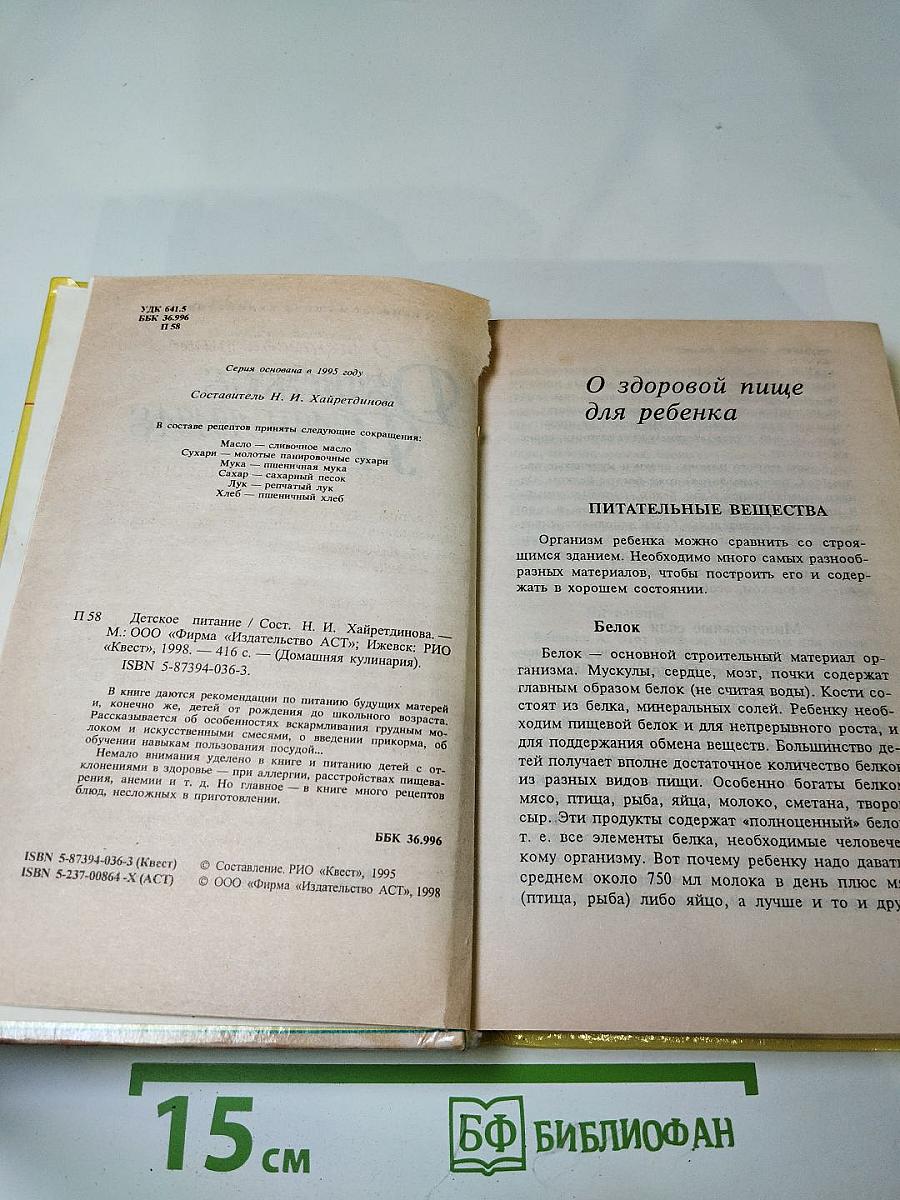 УДК 641.5
ББК 36.996
П 58
Серия основана в 1995 году
Составитель Н. И. Хайретдинова
В составе рецептов приняты следующие сокращения:
Масло — сливочное масло
Сухари — молотые панировочные сухари
Мука — пшеничная мука
Сахар — сахарный песок
Лук — репчатый лук
Хлеб — пшеничный хлеб
П 58 Детское питание / Сост. Н. И. Хайретдинова. —
М.: ООО «Фирма «Издательство АСТ»; Ижевск: РИО
«Квест», 1998. — 416 с. — (Домашняя кулинария).
ISBN 5-87394-036-3.
В книге даются рекомендации по питанию будущих матерей
и, конечно же, детей от рождения до школьного возраста.
Рассказывается об особенностях вскармливания грудным мо-
локом и искусственными смесями, о введении прикорма, об
обучении навыкам пользования посудой...
Немало внимания уделено в книге и питанию детей с от-
клонениями в здоровье — при аллергии, расстройствах пищева-
рения, анемии и т. д. Но главное — в книге много рецептов
блюд, несложных в приготовлении.
ББК 36.996
ISBN 5-87394-036-3 (Квест)
ISBN 5-237-00864 -X (АСТ)
© Составление. РИО «Квест», 1995
© ООО «Фирма «Издательство АСТ», 1998
О здоровой пище
для ребенка
ПИТАТЕЛЬНЫЕ ВЕЩЕСТВА
Организм ребенка можно сравнить со строя-
щимся зданием. Необходимо много самых разнооб-
разных материалов, чтобы построить его и содер-
жать в хорошем состоянии.
Белок
Белок — основной строительный материал ор-
ганизма. Мускулы, сердце, мозг, почки содержат
главным образом белок (не считая воды). Кости со-
стоят из белка, минеральных солей. Ребенку необ-
ходим пищевой белок и для непрерывного роста, и
для поддержания обмена веществ. Большинство де-
тей получает вполне достаточное количество белков
из разных видов пищи. Особенно богаты белком
мясо, птица, рыба, яйца, молоко, сметана, творог
сыр. Эти продукты содержат «полноценный» бело
т. е. все элементы белка, необходимые человече
кому организму. Вот почему ребенку надо давать
среднем около 750 мл молока в день плюс мя
(птица, рыба) либо яйцо, а лучше и то и дру
15 см
БФ БИБЛИОФАН